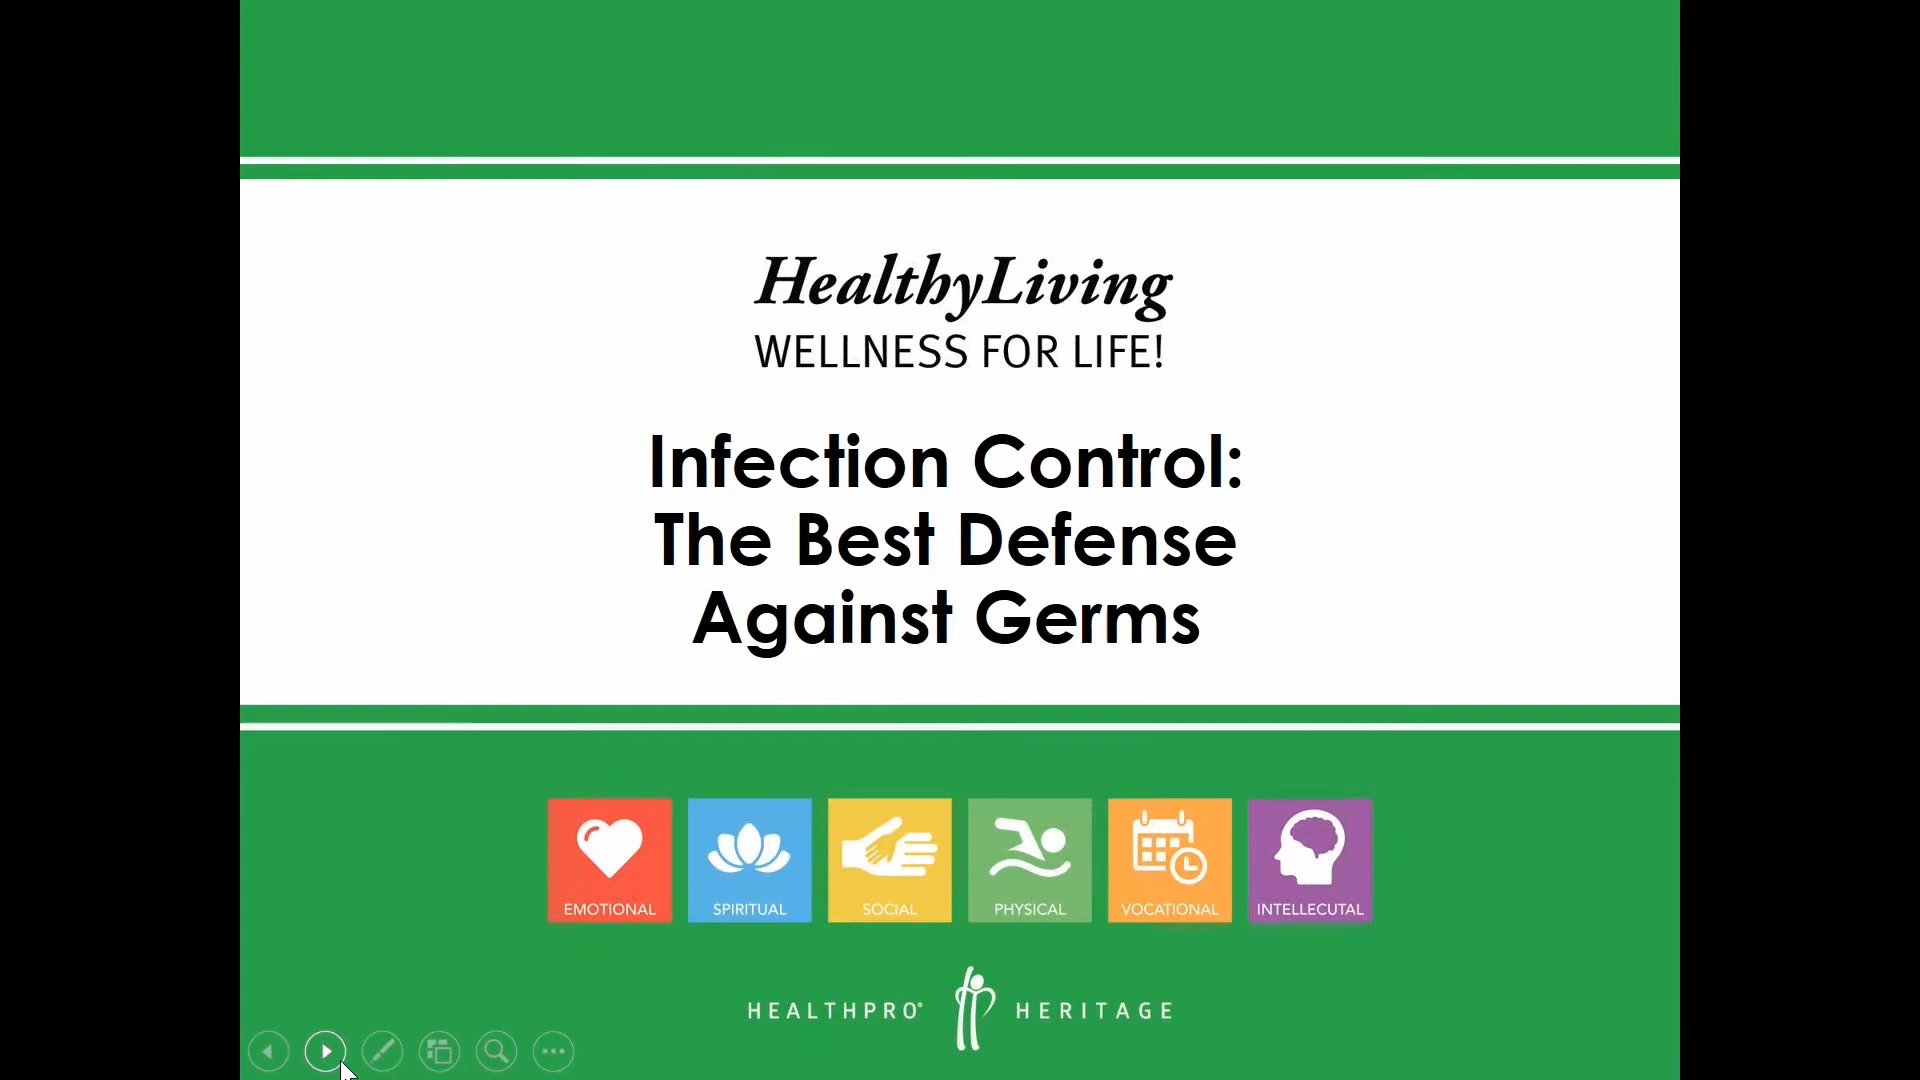 HealthyLiving
WELLNESS FOR LIFE!
Infection Control:
The Best Defense
Against Germs
EMOTIONAL SPIRITUAL SOCIAL PHYSICAL VOCATIONAL INTELLECUTAL
HEALTHPRO® HERITAGE